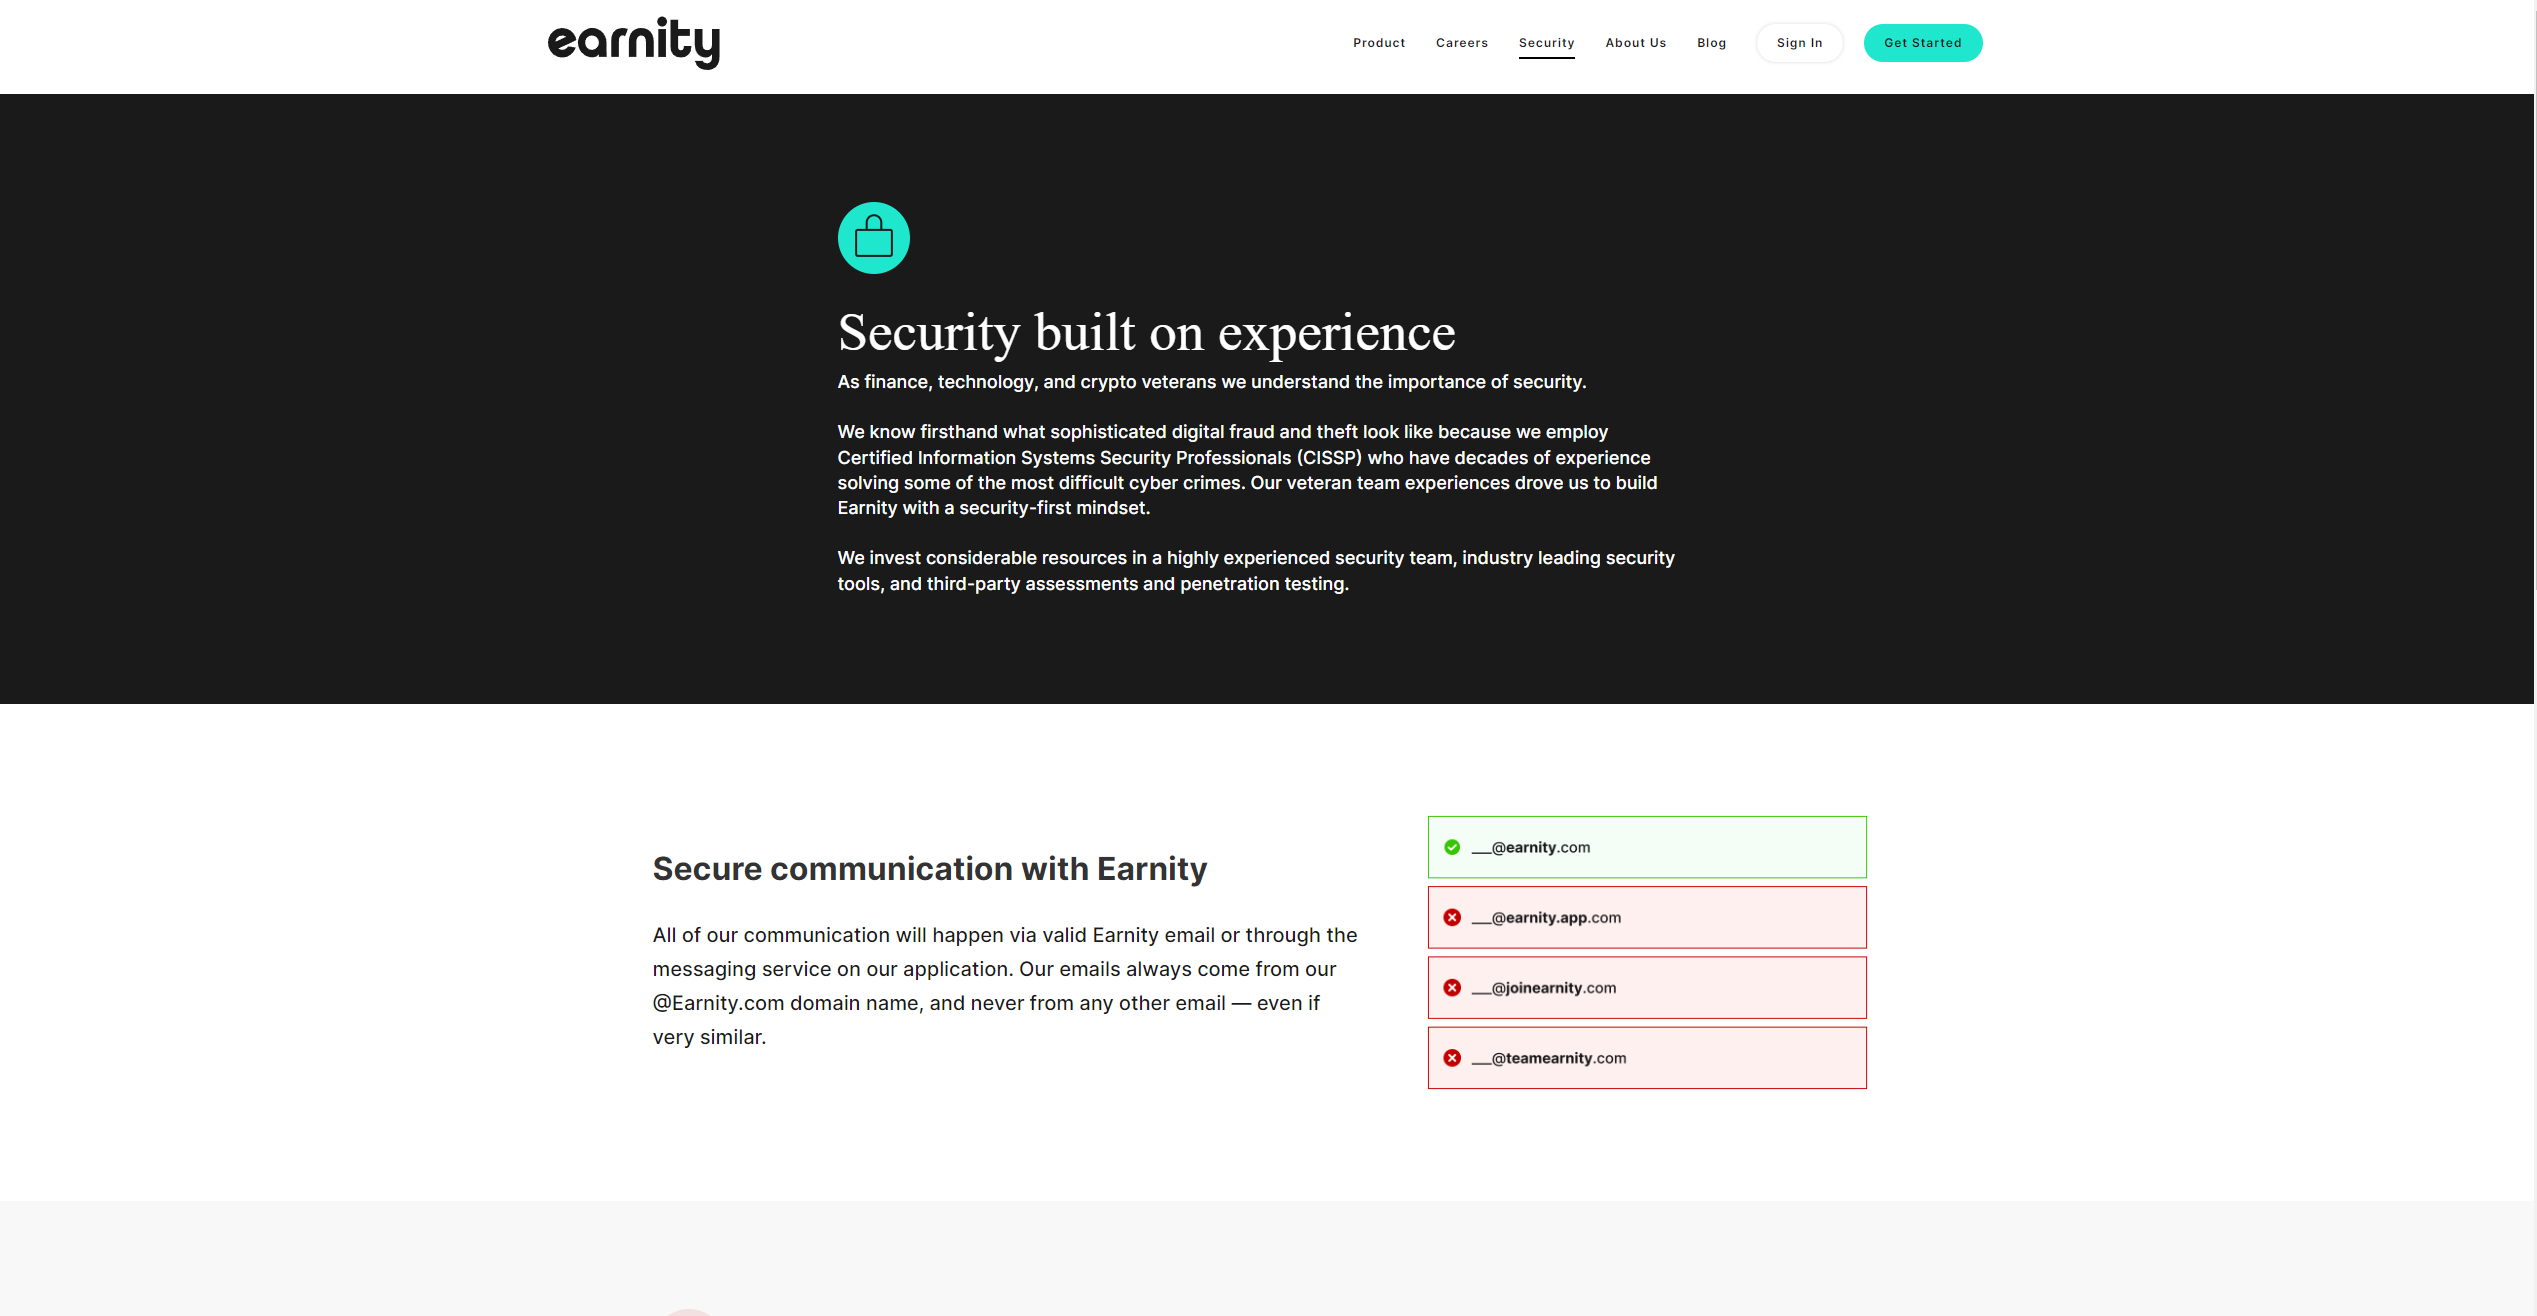 earnity
Product Careers Security About Us Blog Sign In Get Started
Security built on experience
As finance, technology, and crypto veterans we understand the importance of security.
We know firsthand what sophisticated digital fraud and theft look like because we employ
Certified Information Systems Security Professionals (CISSP) who have decades of experience
solving some of the most difficult cyber crimes. Our veteran team experiences drove us to build
Earnity with a security-first mindset.
We invest considerable resources in a highly experienced security team, industry leading security
tools, and third-party assessments and penetration testing.
Secure communication with Earnity
All of our communication will happen via valid Earnity email or through the
messaging service on our application. Our emails always come from our
@Earnity.com domain name, and never from any other email — even if
very similar.
__@earnity.com
__@earnity.app.com
__@joinearnity.com
__@teamearnity.com